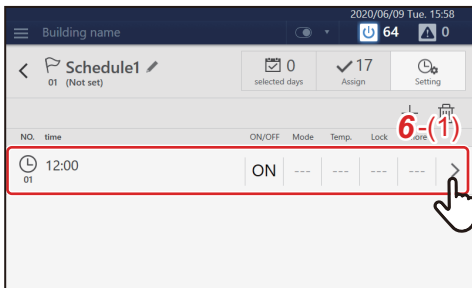 2020/06/09 Tue. 15:58
Building name 64 0
Schedule1
01 (Not set)
0
selected days
17
Assign
Setting
6-(1)
NO. time ON/OFF Mode Temp. Lock
12:00 ON --- --- --- ---
01